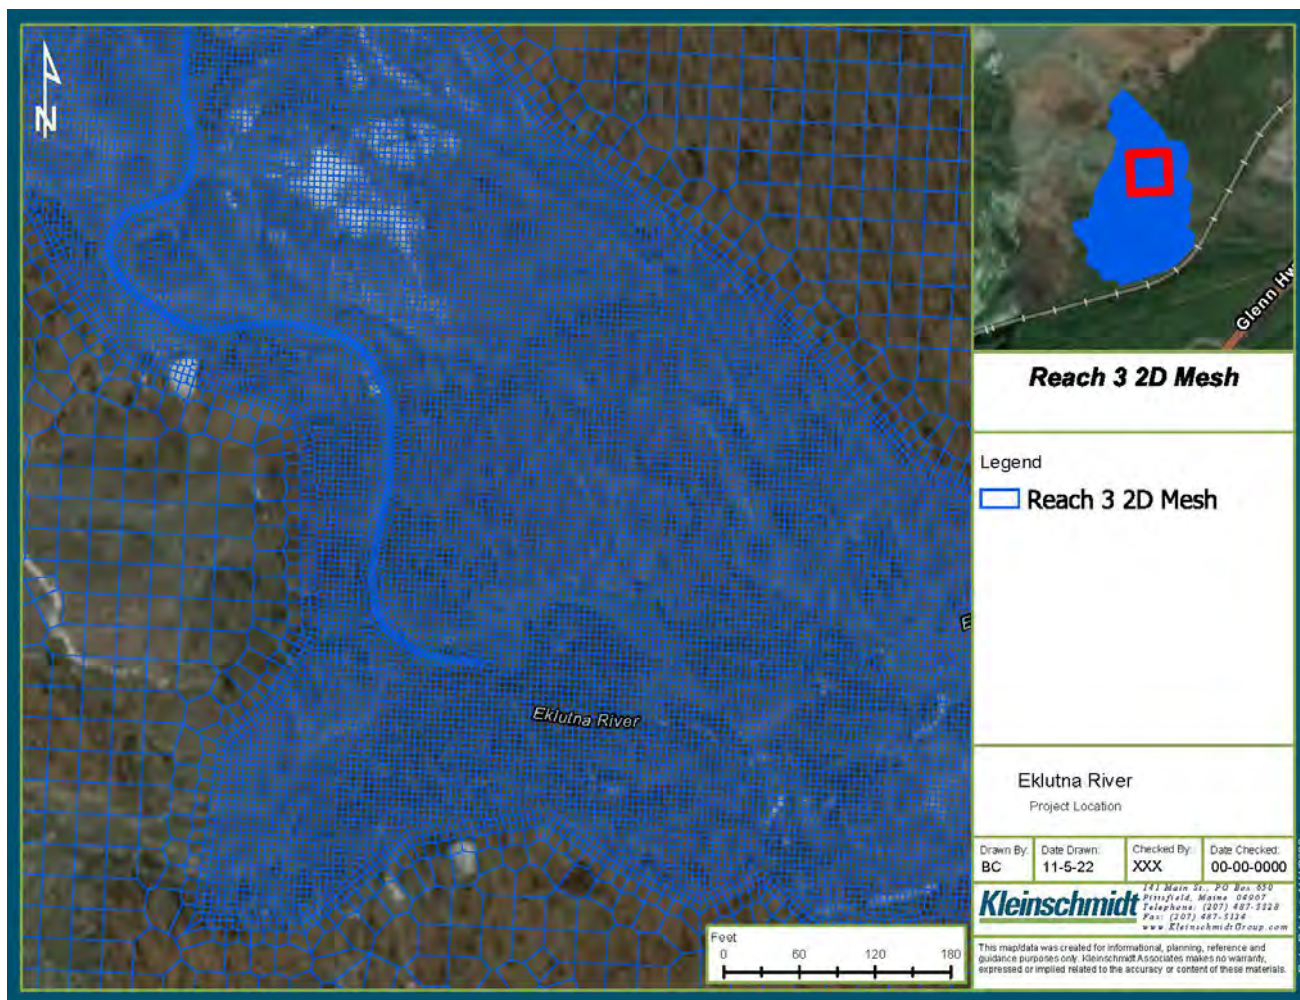 N
Glenn Hw
Reach 3 2D Mesh
Legend
Reach 3 2D Mesh
E
Eklutna River
Eklutna River
Project Location
Drawn By: Date Drawn: Checked By: Date Checked:
BC 11-5-22 XXX 00-00-0000
Kleinschmidt
141 Main St., PO Box 650
Pittsfield, Maine 04967
Telephone: (207) 487-3328
Fax: (207) 487-3124
www.KleinschmidtGroup.com
Feet
0 60 120 180
This map/data was created for informational, planning, reference and
guidance purposes only. Kleinschmidt Associates makes no warranty,
expressed or implied related to the accuracy or content of these materials.